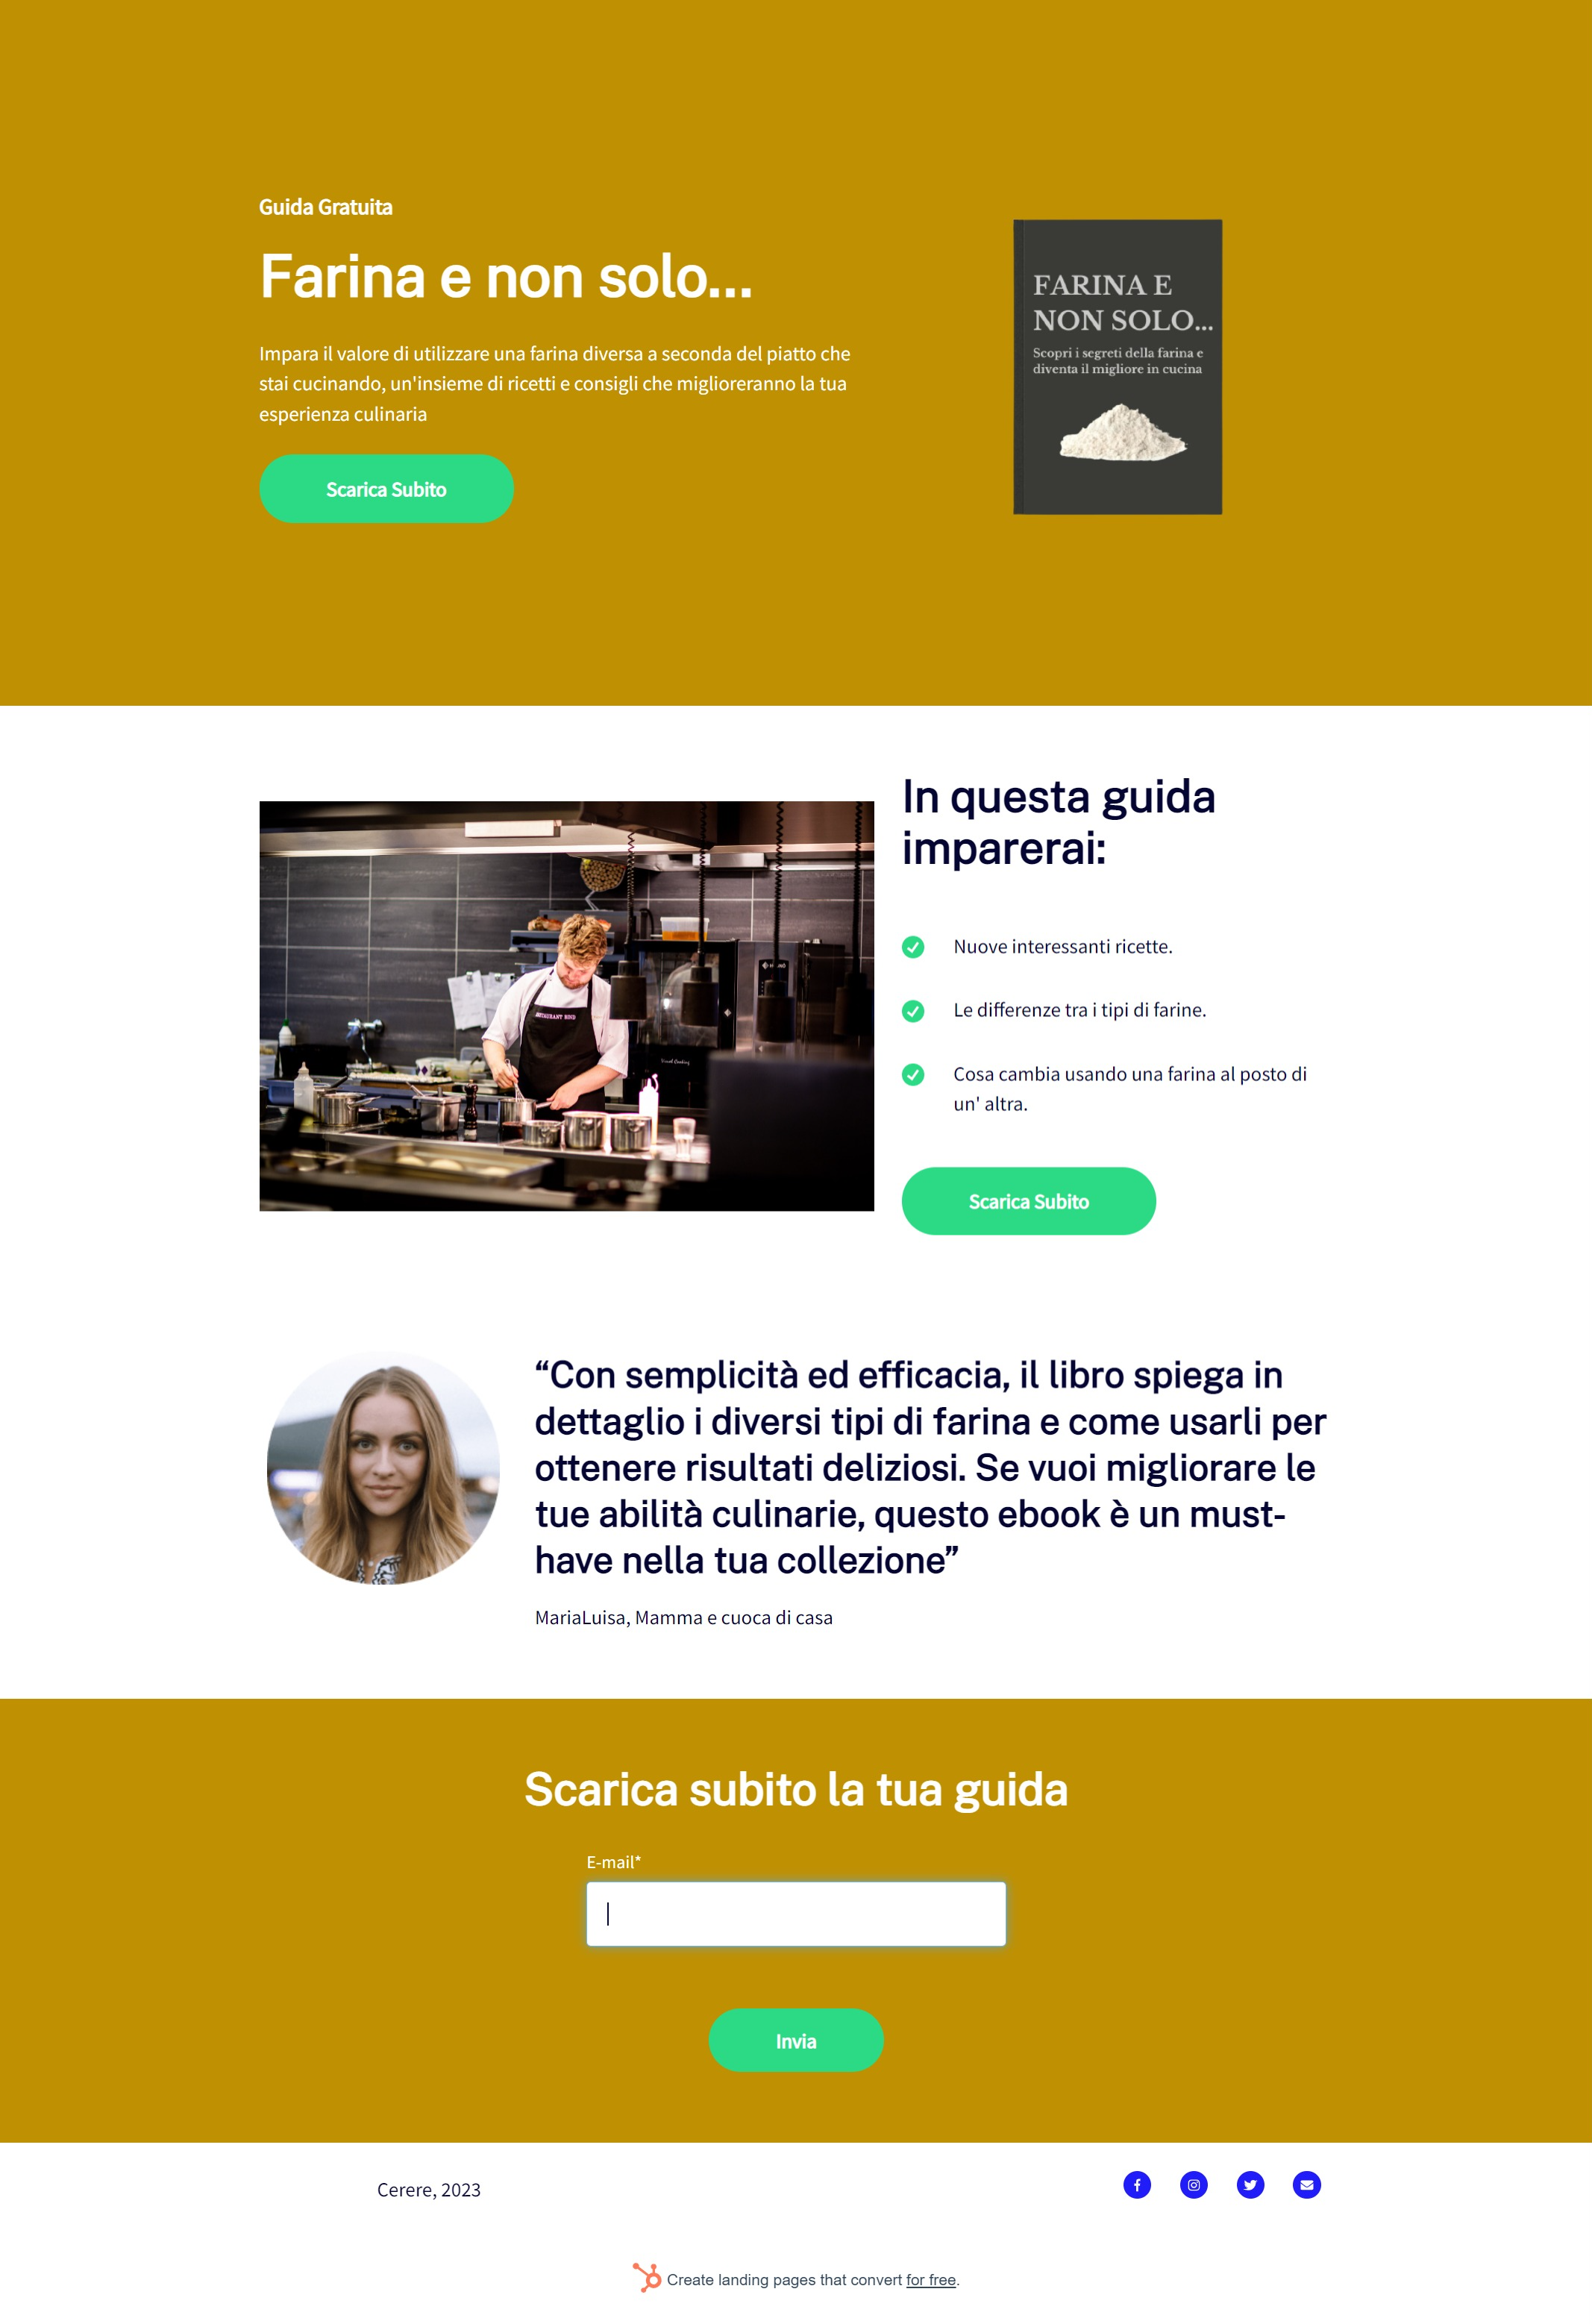 Guida Gratuita
Farina e non solo...
Impara il valore di utilizzare una farina diversa a seconda del piatto che
stai cucinando, un'insieme di ricetti e consigli che miglioreranno la tua
esperienza culinaria
Scarica Subito
FARINA E
NON SOLO...
Scopri i segreti della farina e
diventa il migliore in cucina
In questa guida
imparerai:
Nuove interessanti ricette.
Le differenze tra i tipi di farine.
Cosa cambia usando una farina al posto di
un' altra.
Scarica Subito
RESTAURANT BIND
Visual Cooking
“Con semplicità ed efficacia, il libro spiega in
dettaglio i diversi tipi di farina e come usarli per
ottenere risultati deliziosi. Se vuoi migliorare le
tue abilità culinarie, questo ebook è un must-
have nella tua collezione”
MariaLuisa, Mamma e cuoca di casa
Scarica subito la tua guida
E-mail*
Invia
Cerere, 2023
Create landing pages that convert for free.